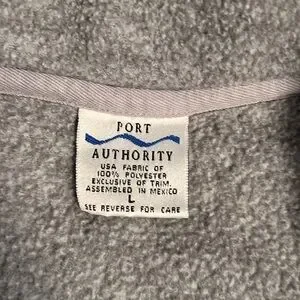 PORT
AUTHORITY
USA FABRIC OF
100% POLYESTER
EXCLUSIVE OF TRIM.
ASSEMBLED IN MEXICO
L
SEE REVERSE FOR CARE